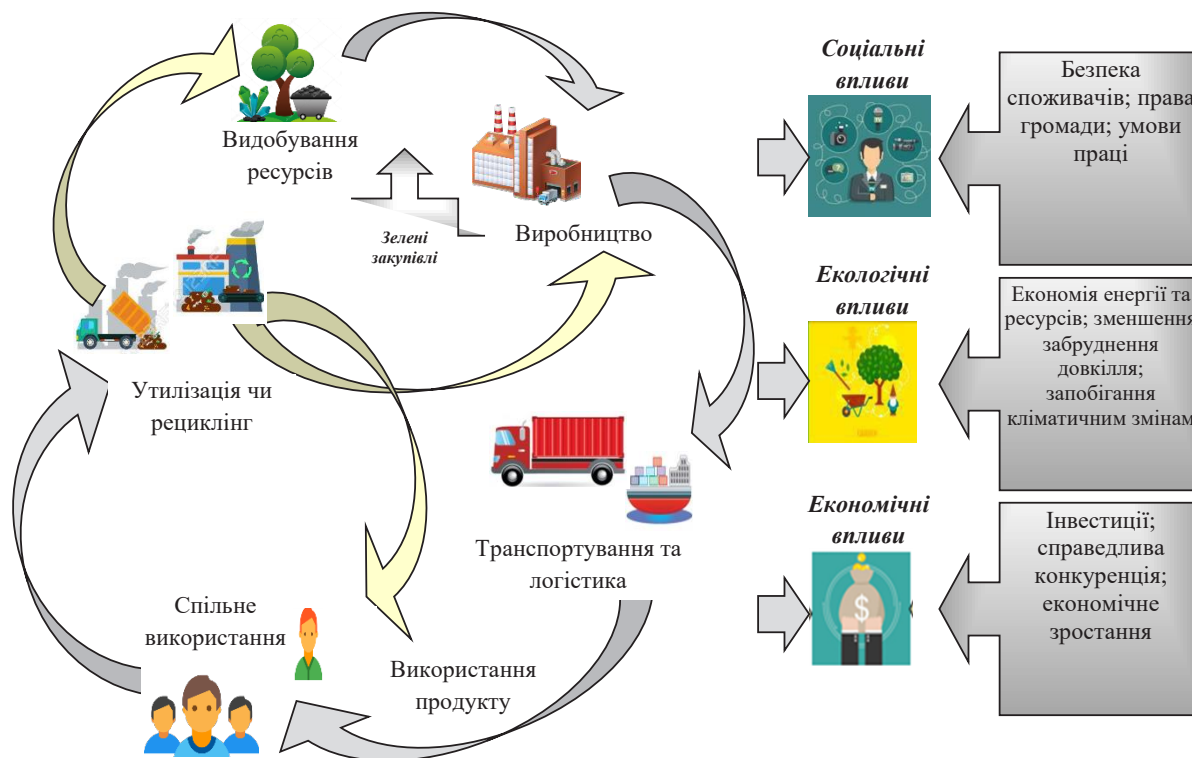 Видобування
ресурсів
Зелені
закупівлі
Виробництво
Утилізація чи
рециклінг
Транспортування та
логістика
Спільне
використання
Використання
продукту
Соціальні
впливи
Безпека
споживачів; права
громади; умови
праці
Екологічні
впливи
Економія енергії та
ресурсів; зменшення
забруднення
довкілля;
запобігання
кліматичним змінам
Економічні
впливи
$
Інвестиції;
справедлива
конкуренція;
економічне
зростання